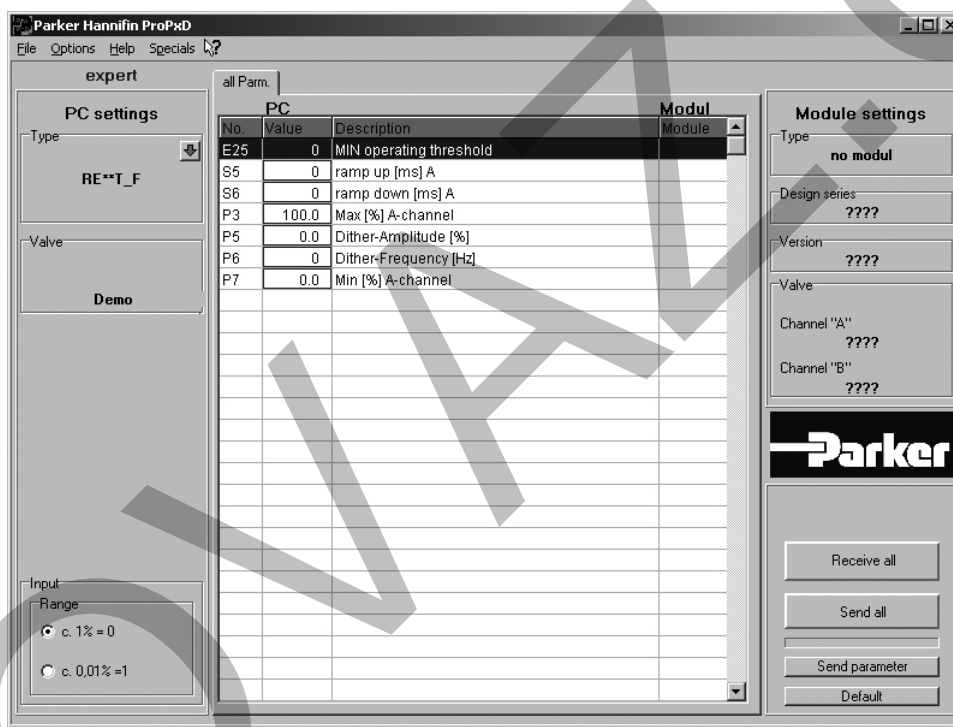 Parker Hannifin ProPxD
File Options Help Specials
expert
PC settings
Type
RE**T_F
Valve
Demo
Input
Range
c. 1% = 0
c. 0,01% =1
all Parm.
PC Modul
No. Value Description Module
E25 0 MIN operating threshold
S5 0 ramp up [ms] A
S6 0 ramp down [ms] A
P3 100.0 Max [%] A-channel
P5 0.0 Dither-Amplitude [%]
P6 0 Dither-Frequency [Hz]
P7 0.0 Min [%] A-channel
Module settings
Type
no modul
Design series
????
Version
????
Valve
Channel "A"
????
Channel "B"
????
Parker
Receive all
Send all
Send parameter
Default